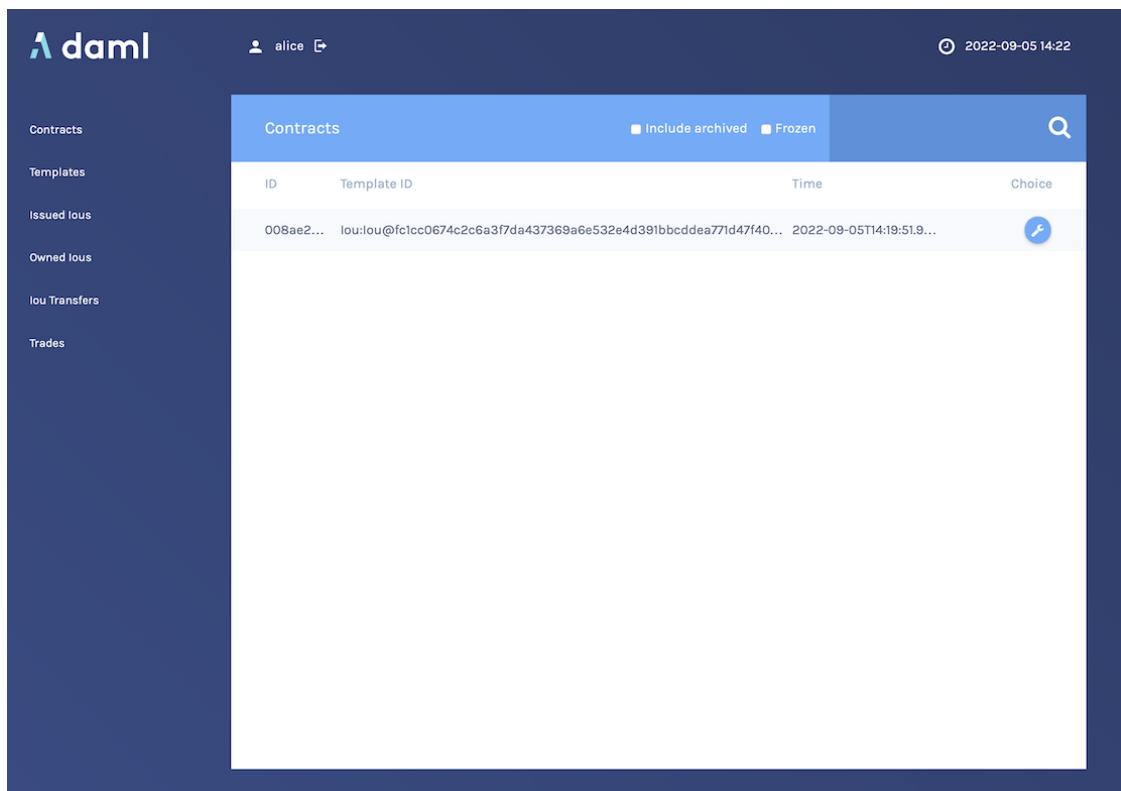 daml
alice
2022-09-05 14:22
Contracts
Templates
Issued Ious
Owned Ious
Iou Transfers
Trades
Contracts
Include archived
Frozen
ID Template ID Time Choice
008ae2... Iou:Iou@fc1cc0674c2c6a3f7da437369a6e532e4d391bbcddea771d47f40... 2022-09-05T14:19:51.9...